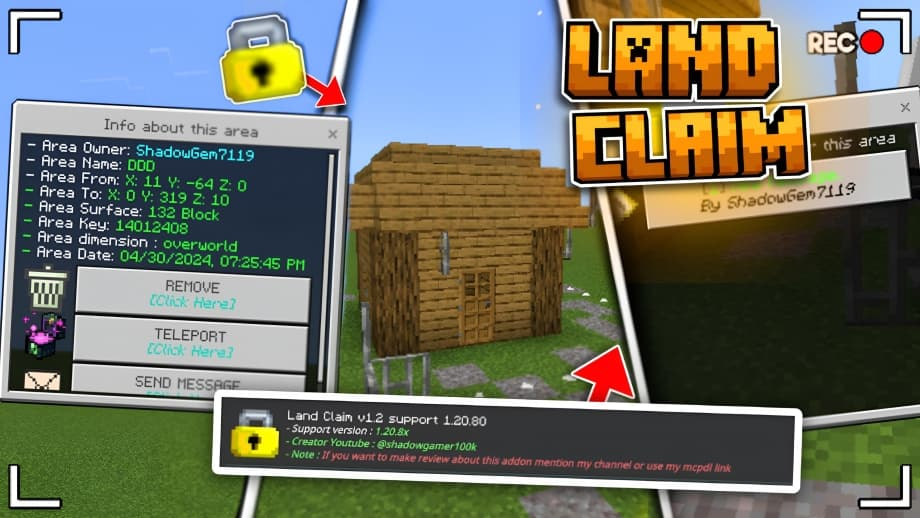 LAND
CLAIM
REC
Info about this area
- Area Owner: ShadowGem7119
- Area Name: DDD
- Area From: X: 11 Y: -64 Z: 0
- Area To: X: 0 Y: 319 Z: 10
- Area Surface: 132 Block
- Area Key: 14012408
- Area dimension : overworld
- Area Date: 04/30/2024, 07:25:45 PM
REMOVE
[Click Here]
TELEPORT
[Click Here]
SEND MESSAGE
this area
By ShadowGem7119
Land Claim v1.2 support 1.20.80
- Support version : 1.20.8x
- Creator Youtube : @shadowgamer100k
- Note : If you want to make review about this addon mention my channel or use my mcpdl link